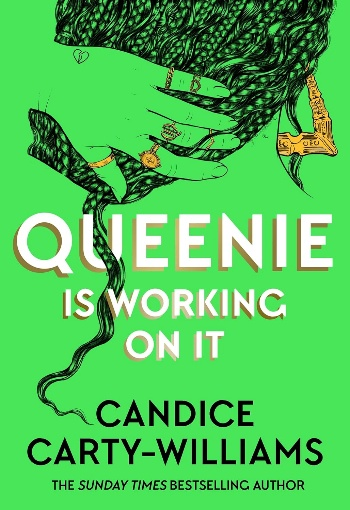 QUEENIE
IS WORKING
ON IT
CANDICE
CARTY-WILLIAMS
THE SUNDAY TIMES BESTSELLING AUTHOR